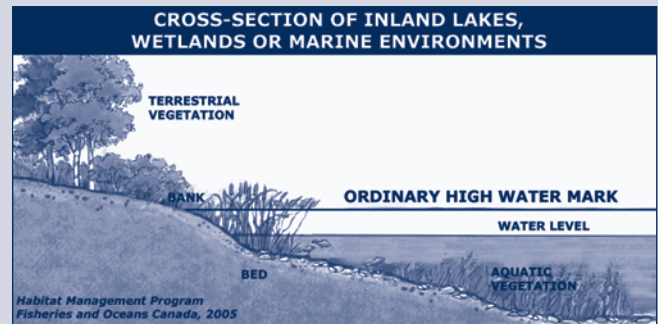 CROSS-SECTION OF INLAND LAKES,
WETLANDS OR MARINE ENVIRONMENTS
TERRESTRIAL
VEGETATION
BANK
ORDINARY HIGH WATER MARK
WATER LEVEL
BED
AQUATIC
VEGETATION
Habitat Management Program
Fisheries and Oceans Canada, 2005